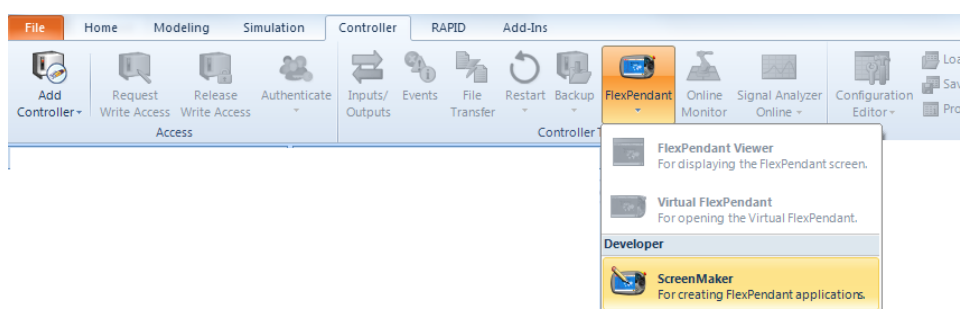 File Home Modeling Simulation Controller RAPID Add-Ins
Add Controller
Request Write Access
Release Write Access
Authenticate
Inputs/ Outputs
Events
File Transfer
Restart
Backup
FlexPendant
Online Monitor
Signal Analyzer Online
Configuration Editor
Access
FlexPendant Viewer
For displaying the FlexPendant screen.
Virtual FlexPendant
For opening the Virtual FlexPendant.
Developer
ScreenMaker
For creating FlexPendant applications.